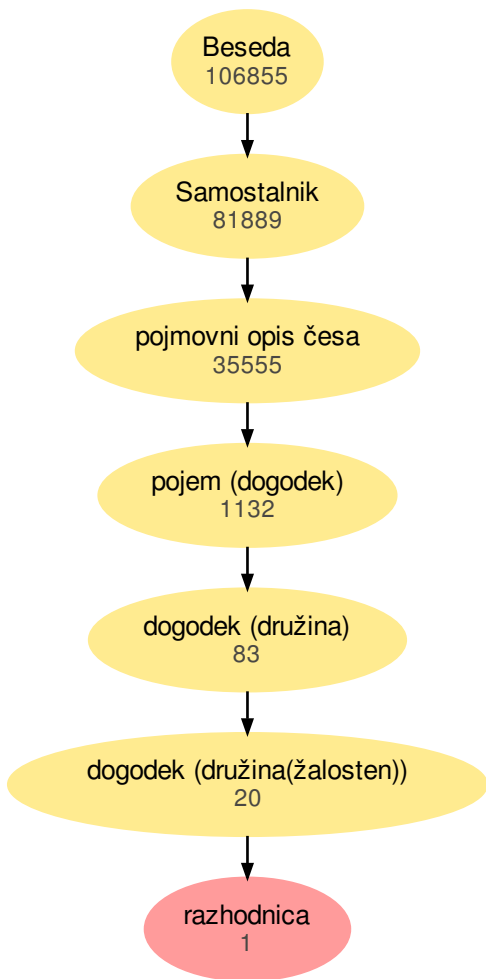 Beseda
106855
Samostalnik
81889
pojmovni opis česa
35555
pojem (dogodek)
1132
dogodek (družina)
83
dogodek (družina(žalosten))
20
razhodnica
1